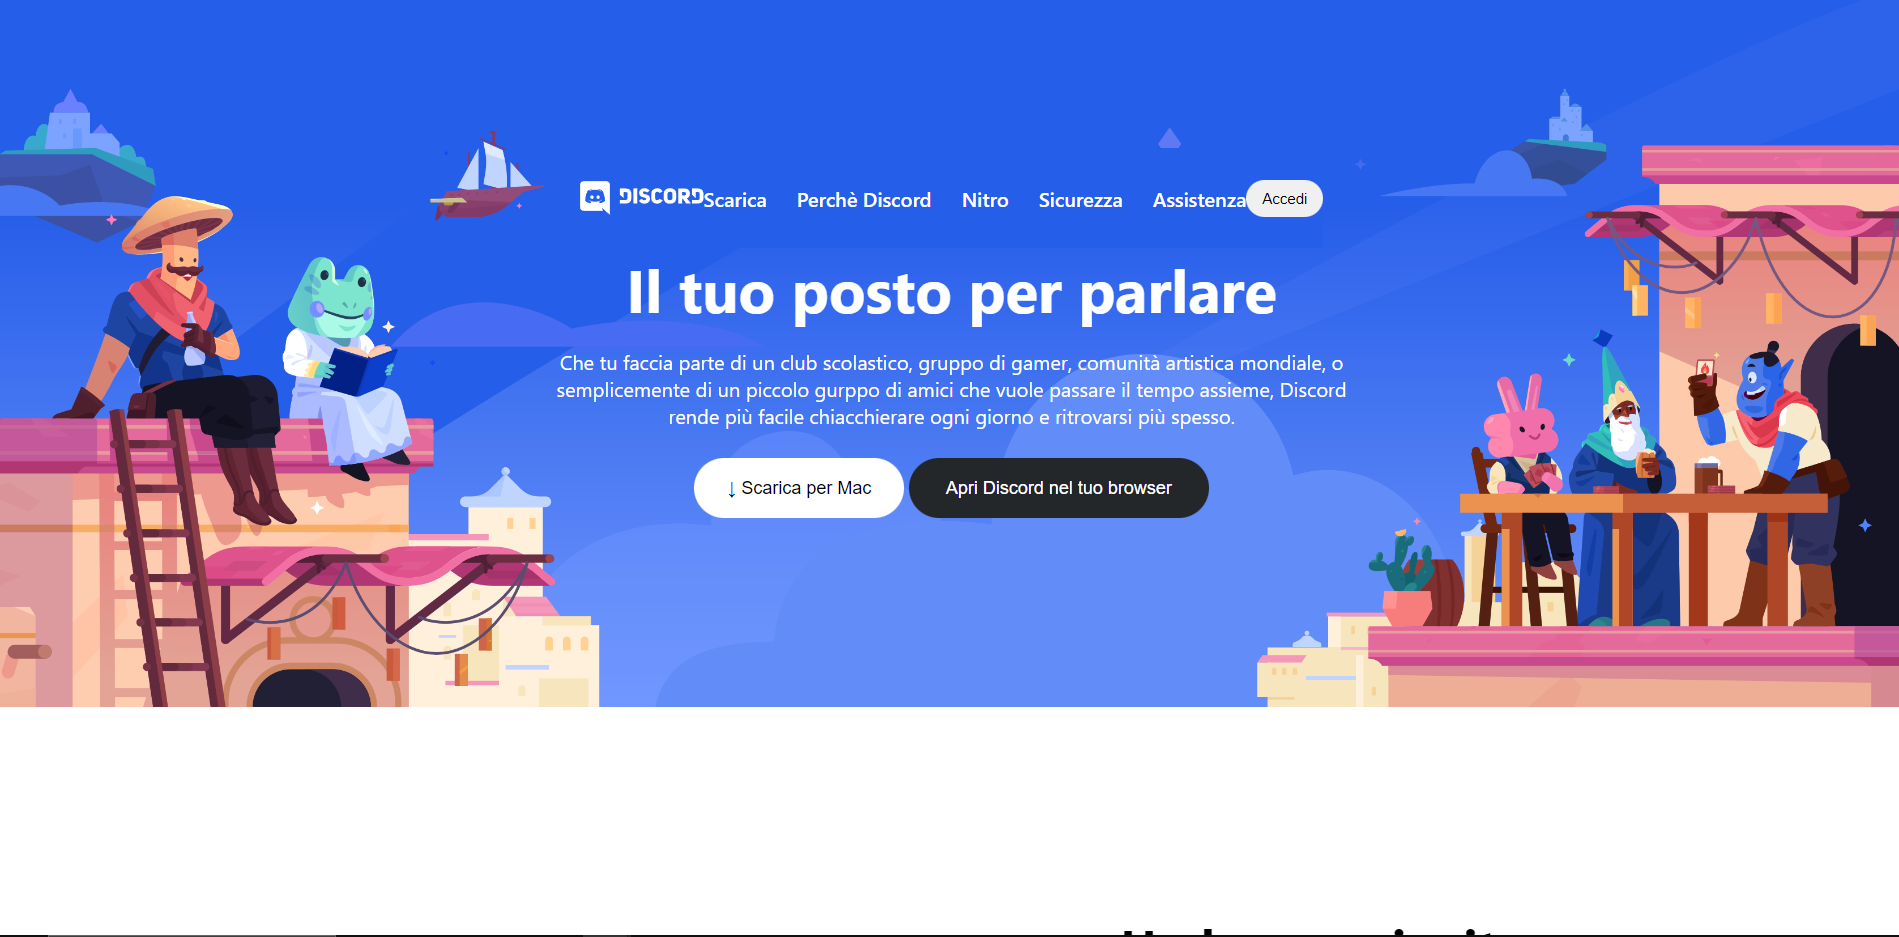 DISCORD Scarica Perchè Discord Nitro Sicurezza Assistenza Accedi
Il tuo posto per parlare
Che tu faccia parte di un club scolastico, gruppo di gamer, comunità artistica mondiale, o
semplicemente di un piccolo gurppo di amici che vuole passare il tempo assieme, Discord
rende più facile chiacchierare ogni giorno e ritrovarsi più spesso.
↓ Scarica per Mac Apri Discord nel tuo browser